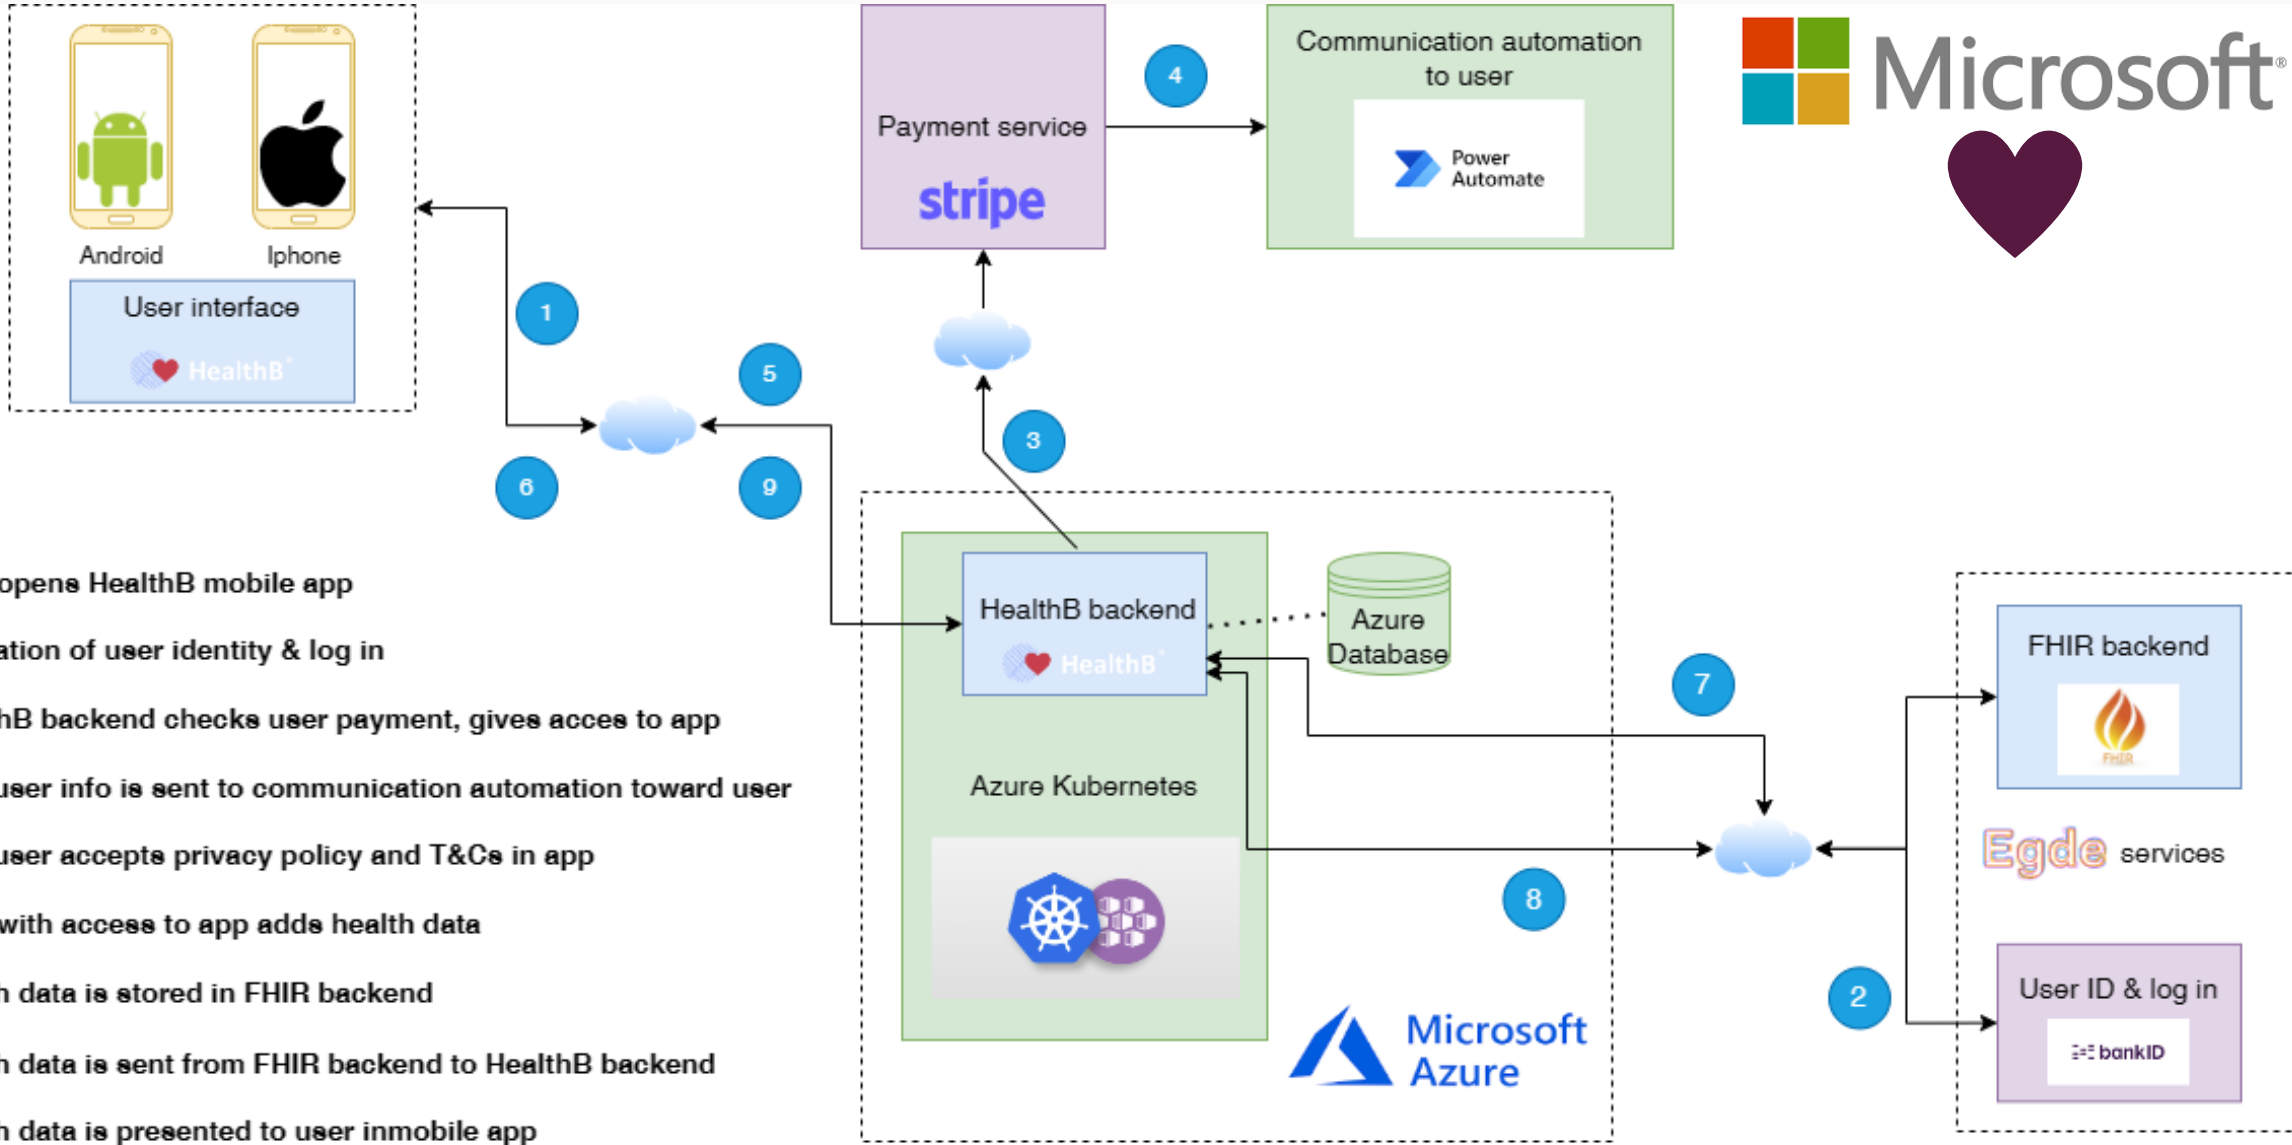 Android
Iphone
User interface
HealthB
1
5
6
9
Payment service
stripe
4
Communication automation
to user
Power
Automate
Microsoft
3
HealthB backend
HealthB
Azure
Database
Azure Kubernetes
Microsoft
Azure
7
8
2
FHIR backend
FHIR
Egde services
User ID & log in
bankID
opens HealthB mobile app
ation of user identity & log in
hB backend checks user payment, gives acces to app
user info is sent to communication automation toward user
user accepts privacy policy and T&Cs in app
with access to app adds health data
h data is stored in FHIR backend
h data is sent from FHIR backend to HealthB backend
h data is presented to user inmobile app